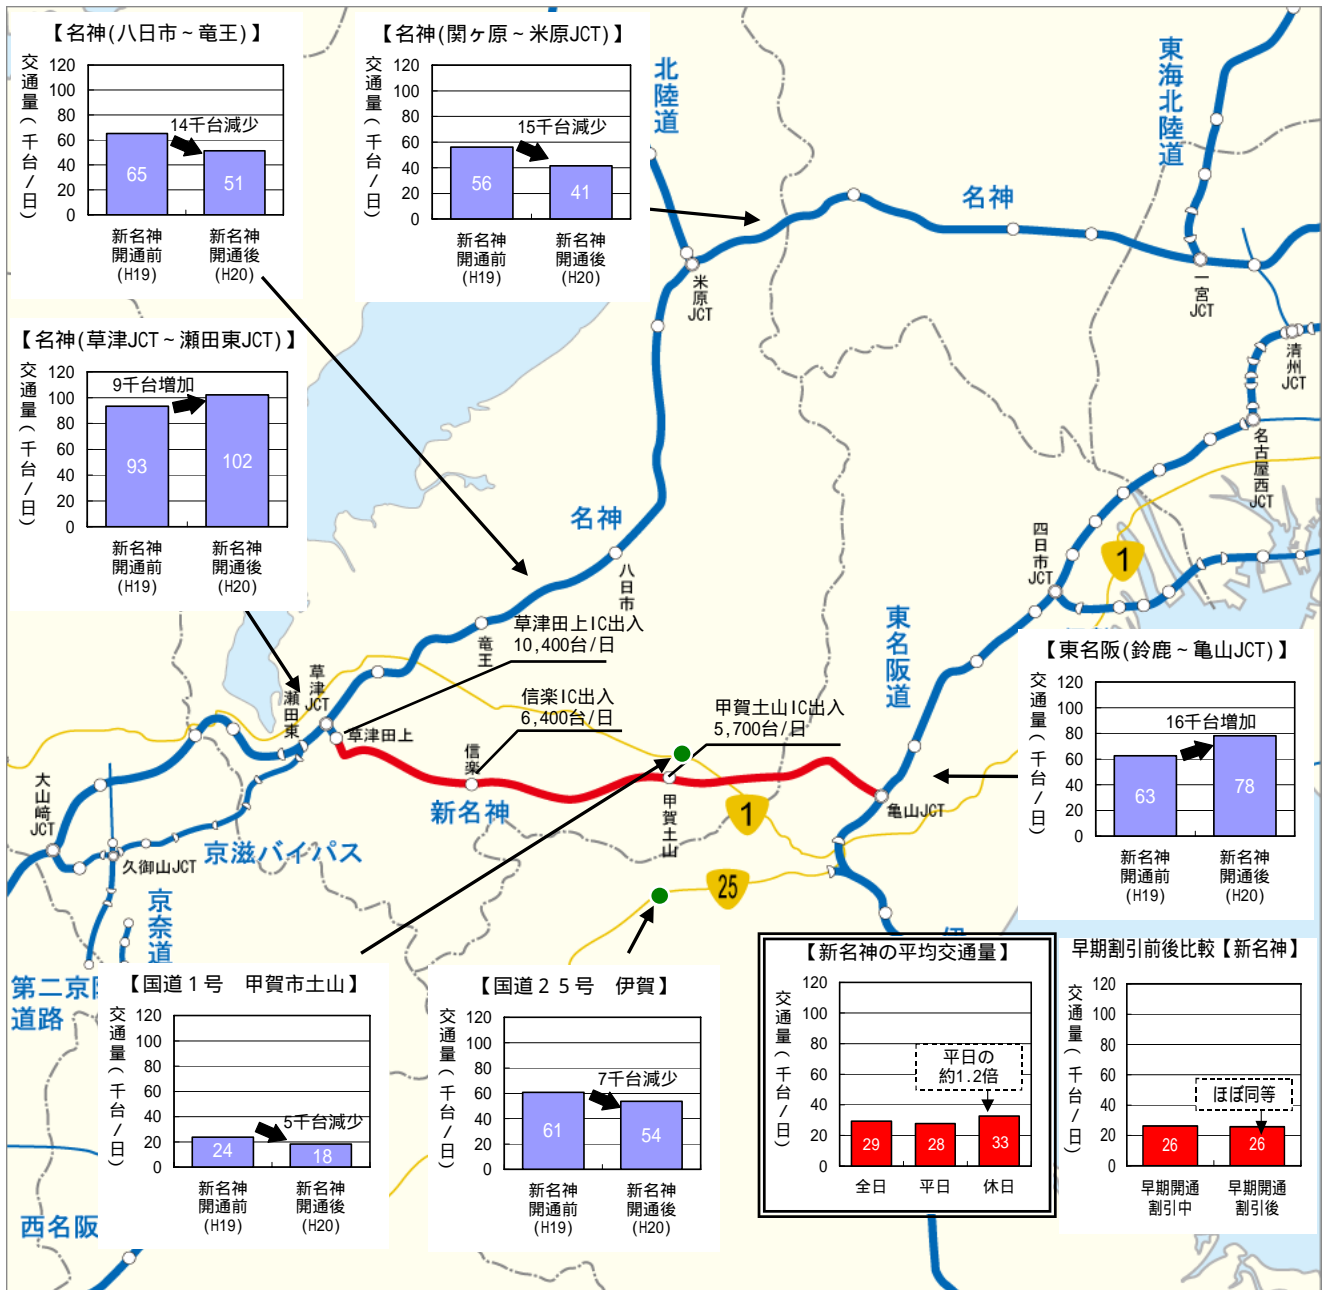 【名神(八日市～竜王)】
交通量(千台/日)
120
100
80
60
40
20
0
14千台減少
65
51
新名神
開通前
(H19)
新名神
開通後
(H20)
【名神(関ヶ原～米原JCT)】
交通量(千台/日)
120
100
80
60
40
20
0
15千台減少
56
41
新名神
開通前
(H19)
新名神
開通後
(H20)
北陸道
東海北陸道
名神
米原JCT
一宮JCT
清州JCT
名古屋西JCT
【名神(草津JCT～瀬田東JCT)】
交通量(千台/日)
120
100
80
60
40
20
0
9千台増加
93
102
新名神
開通前
(H19)
新名神
開通後
(H20)
名神
八日市
竜王
四日市JCT
1
東名阪道
草津田上IC出入
10,400台/日
信楽IC出入
6,400台/日
甲賀土山IC出入
5,700台/日
草津JCT
瀬田東
草津田上
信楽
新名神
甲賀土山
1
亀山JCT
25
大山崎JCT
久御山JCT
京滋バイパス
京奈道
第二京阪
道路
西名阪
伊
【東名阪(鈴鹿～亀山JCT)】
交通量(千台/日)
120
100
80
60
40
20
0
16千台増加
63
78
新名神
開通前
(H19)
新名神
開通後
(H20)
【国道1号　甲賀市土山】
交通量(千台/日)
120
100
80
60
40
20
0
5千台減少
24
18
新名神
開通前
(H19)
新名神
開通後
(H20)
【国道２５号　伊賀】
交通量(千台/日)
120
100
80
60
40
20
0
7千台減少
61
54
新名神
開通前
(H19)
新名神
開通後
(H20)
【新名神の平均交通量】
交通量(千台/日)
120
100
80
60
40
20
0
平日の
約1.2倍
29
28
33
全日
平日
休日
早期割引前後比較【新名神】
交通量(千台/日)
120
100
80
60
40
20
0
ほぼ同等
26
26
早期開通
割引中
早期開通
割引後